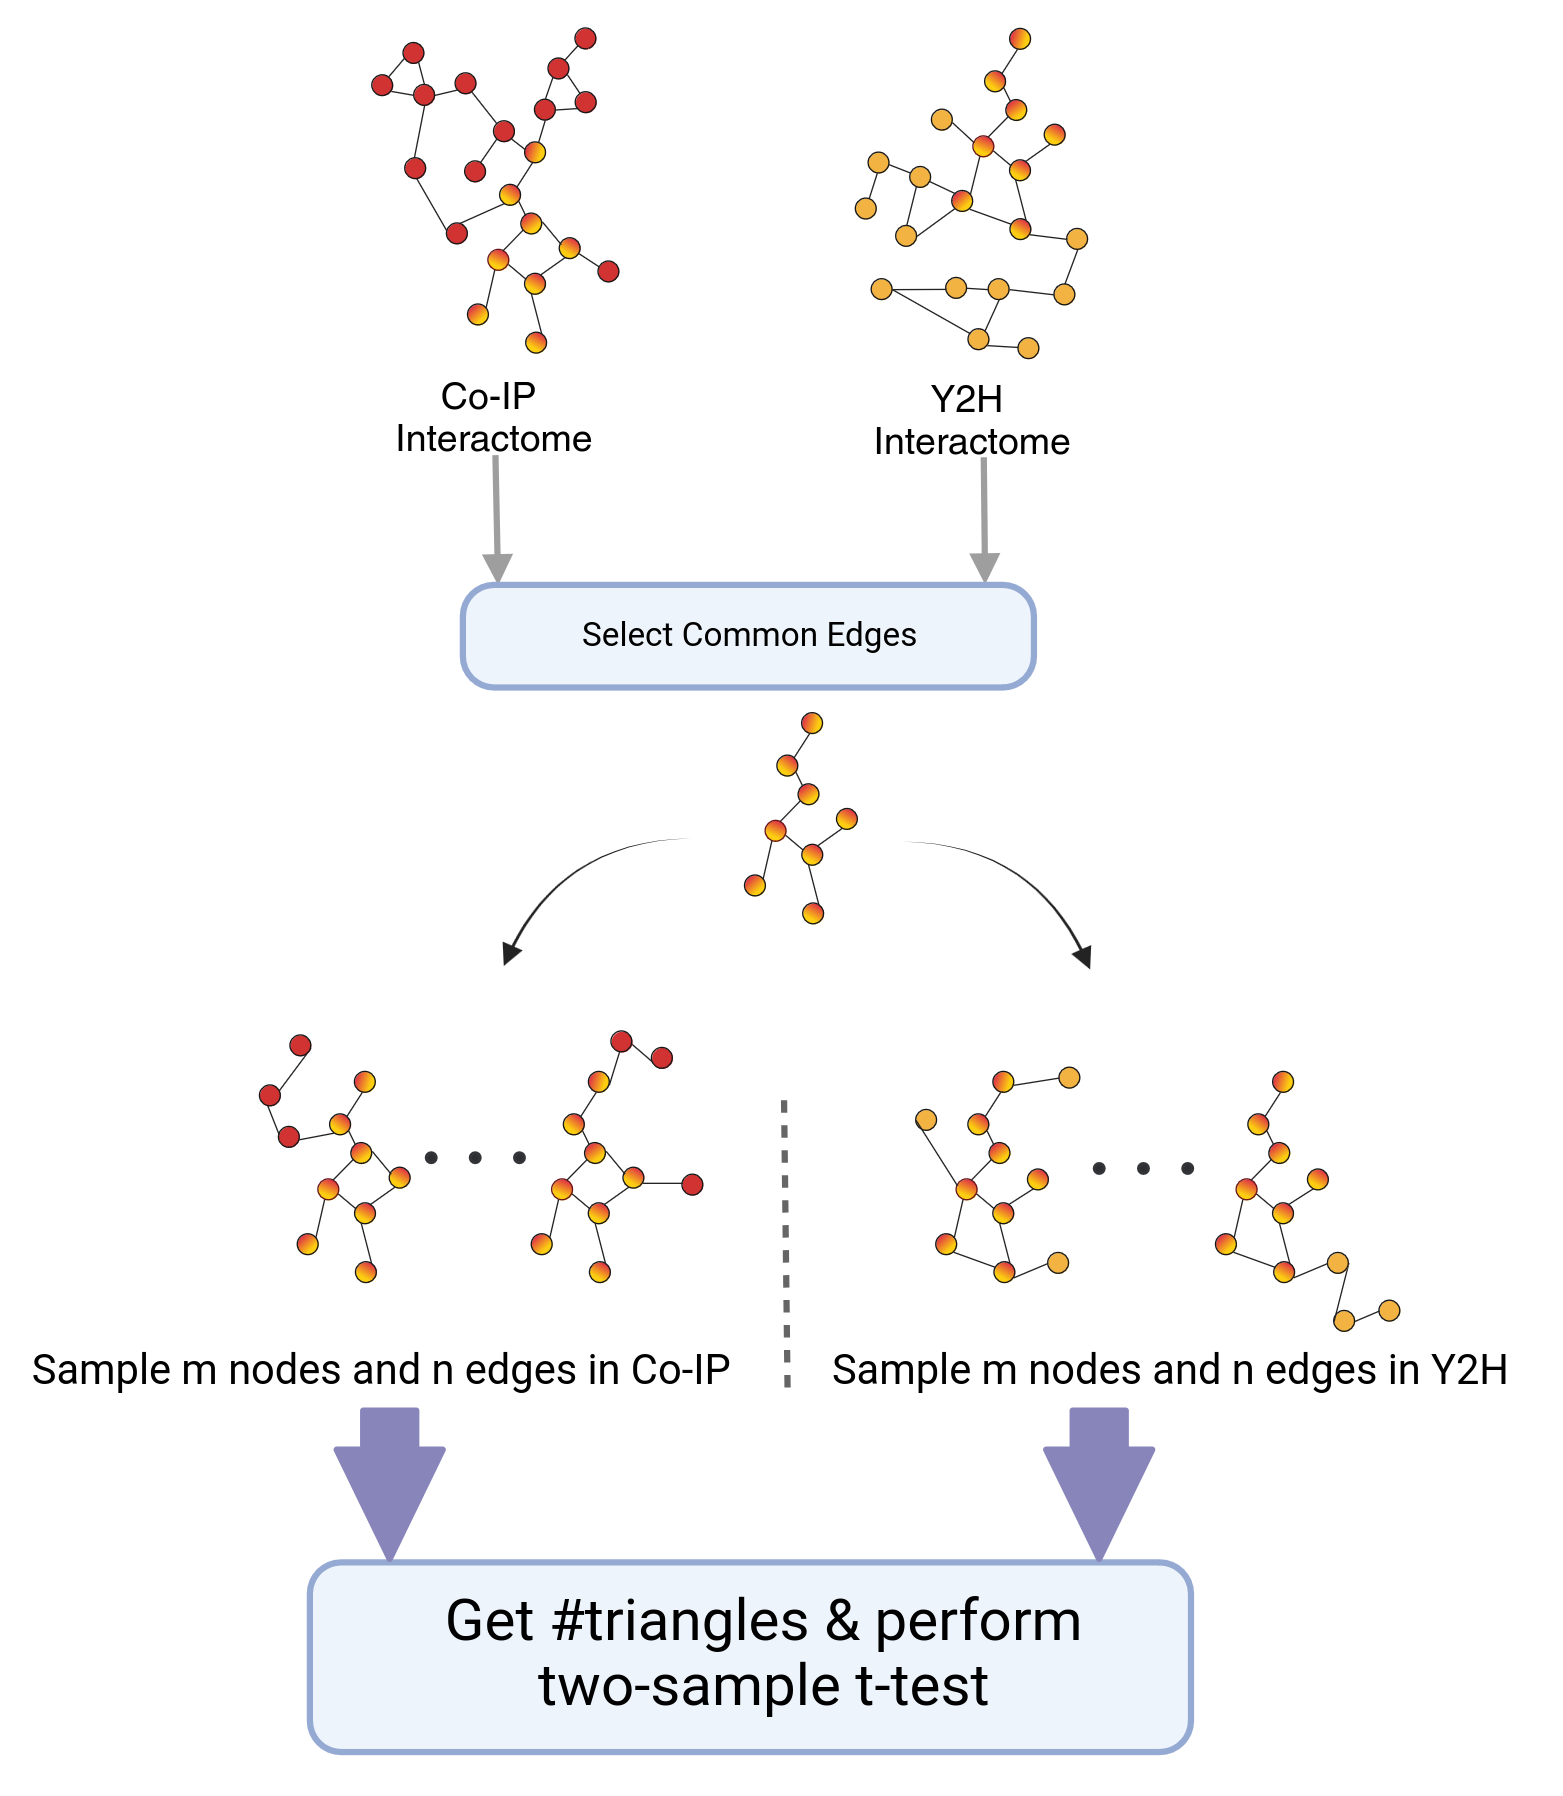 Co-IP
Interactome
Y2H
Interactome
Select Common Edges
Sample m nodes and n edges in Co-IP
Sample m nodes and n edges in Y2H
Get #triangles & perform
two-sample t-test